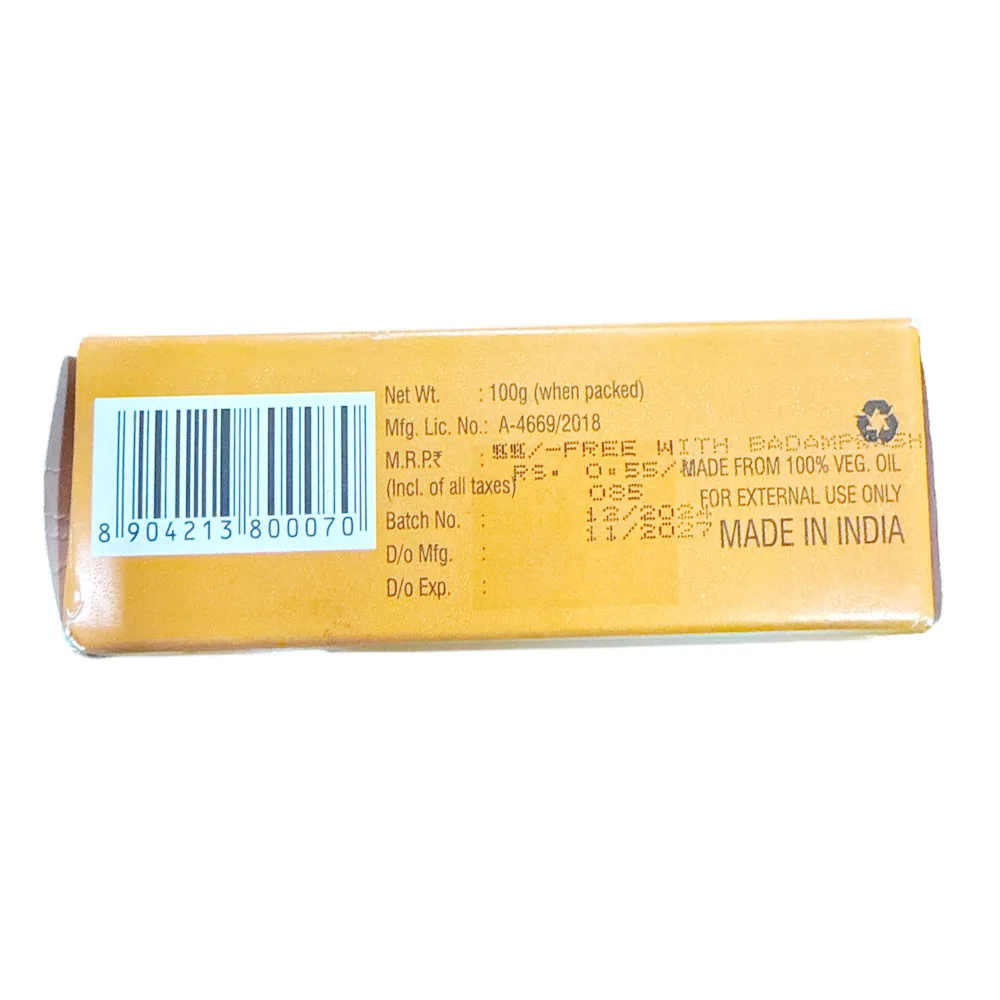 8 904213 800070
Net Wt. : 100g (when packed)
Mfg. Lic. No.: A-4669/2018
M.R.P.₹ : /-FREE WITH
RS. 0.55/
(Incl. of all taxes) 085
Batch No. : 12/2024
11/2027
D/o Mfg. :
D/o Exp. :
MADE FROM 100% VEG. OIL
FOR EXTERNAL USE ONLY
MADE IN INDIA